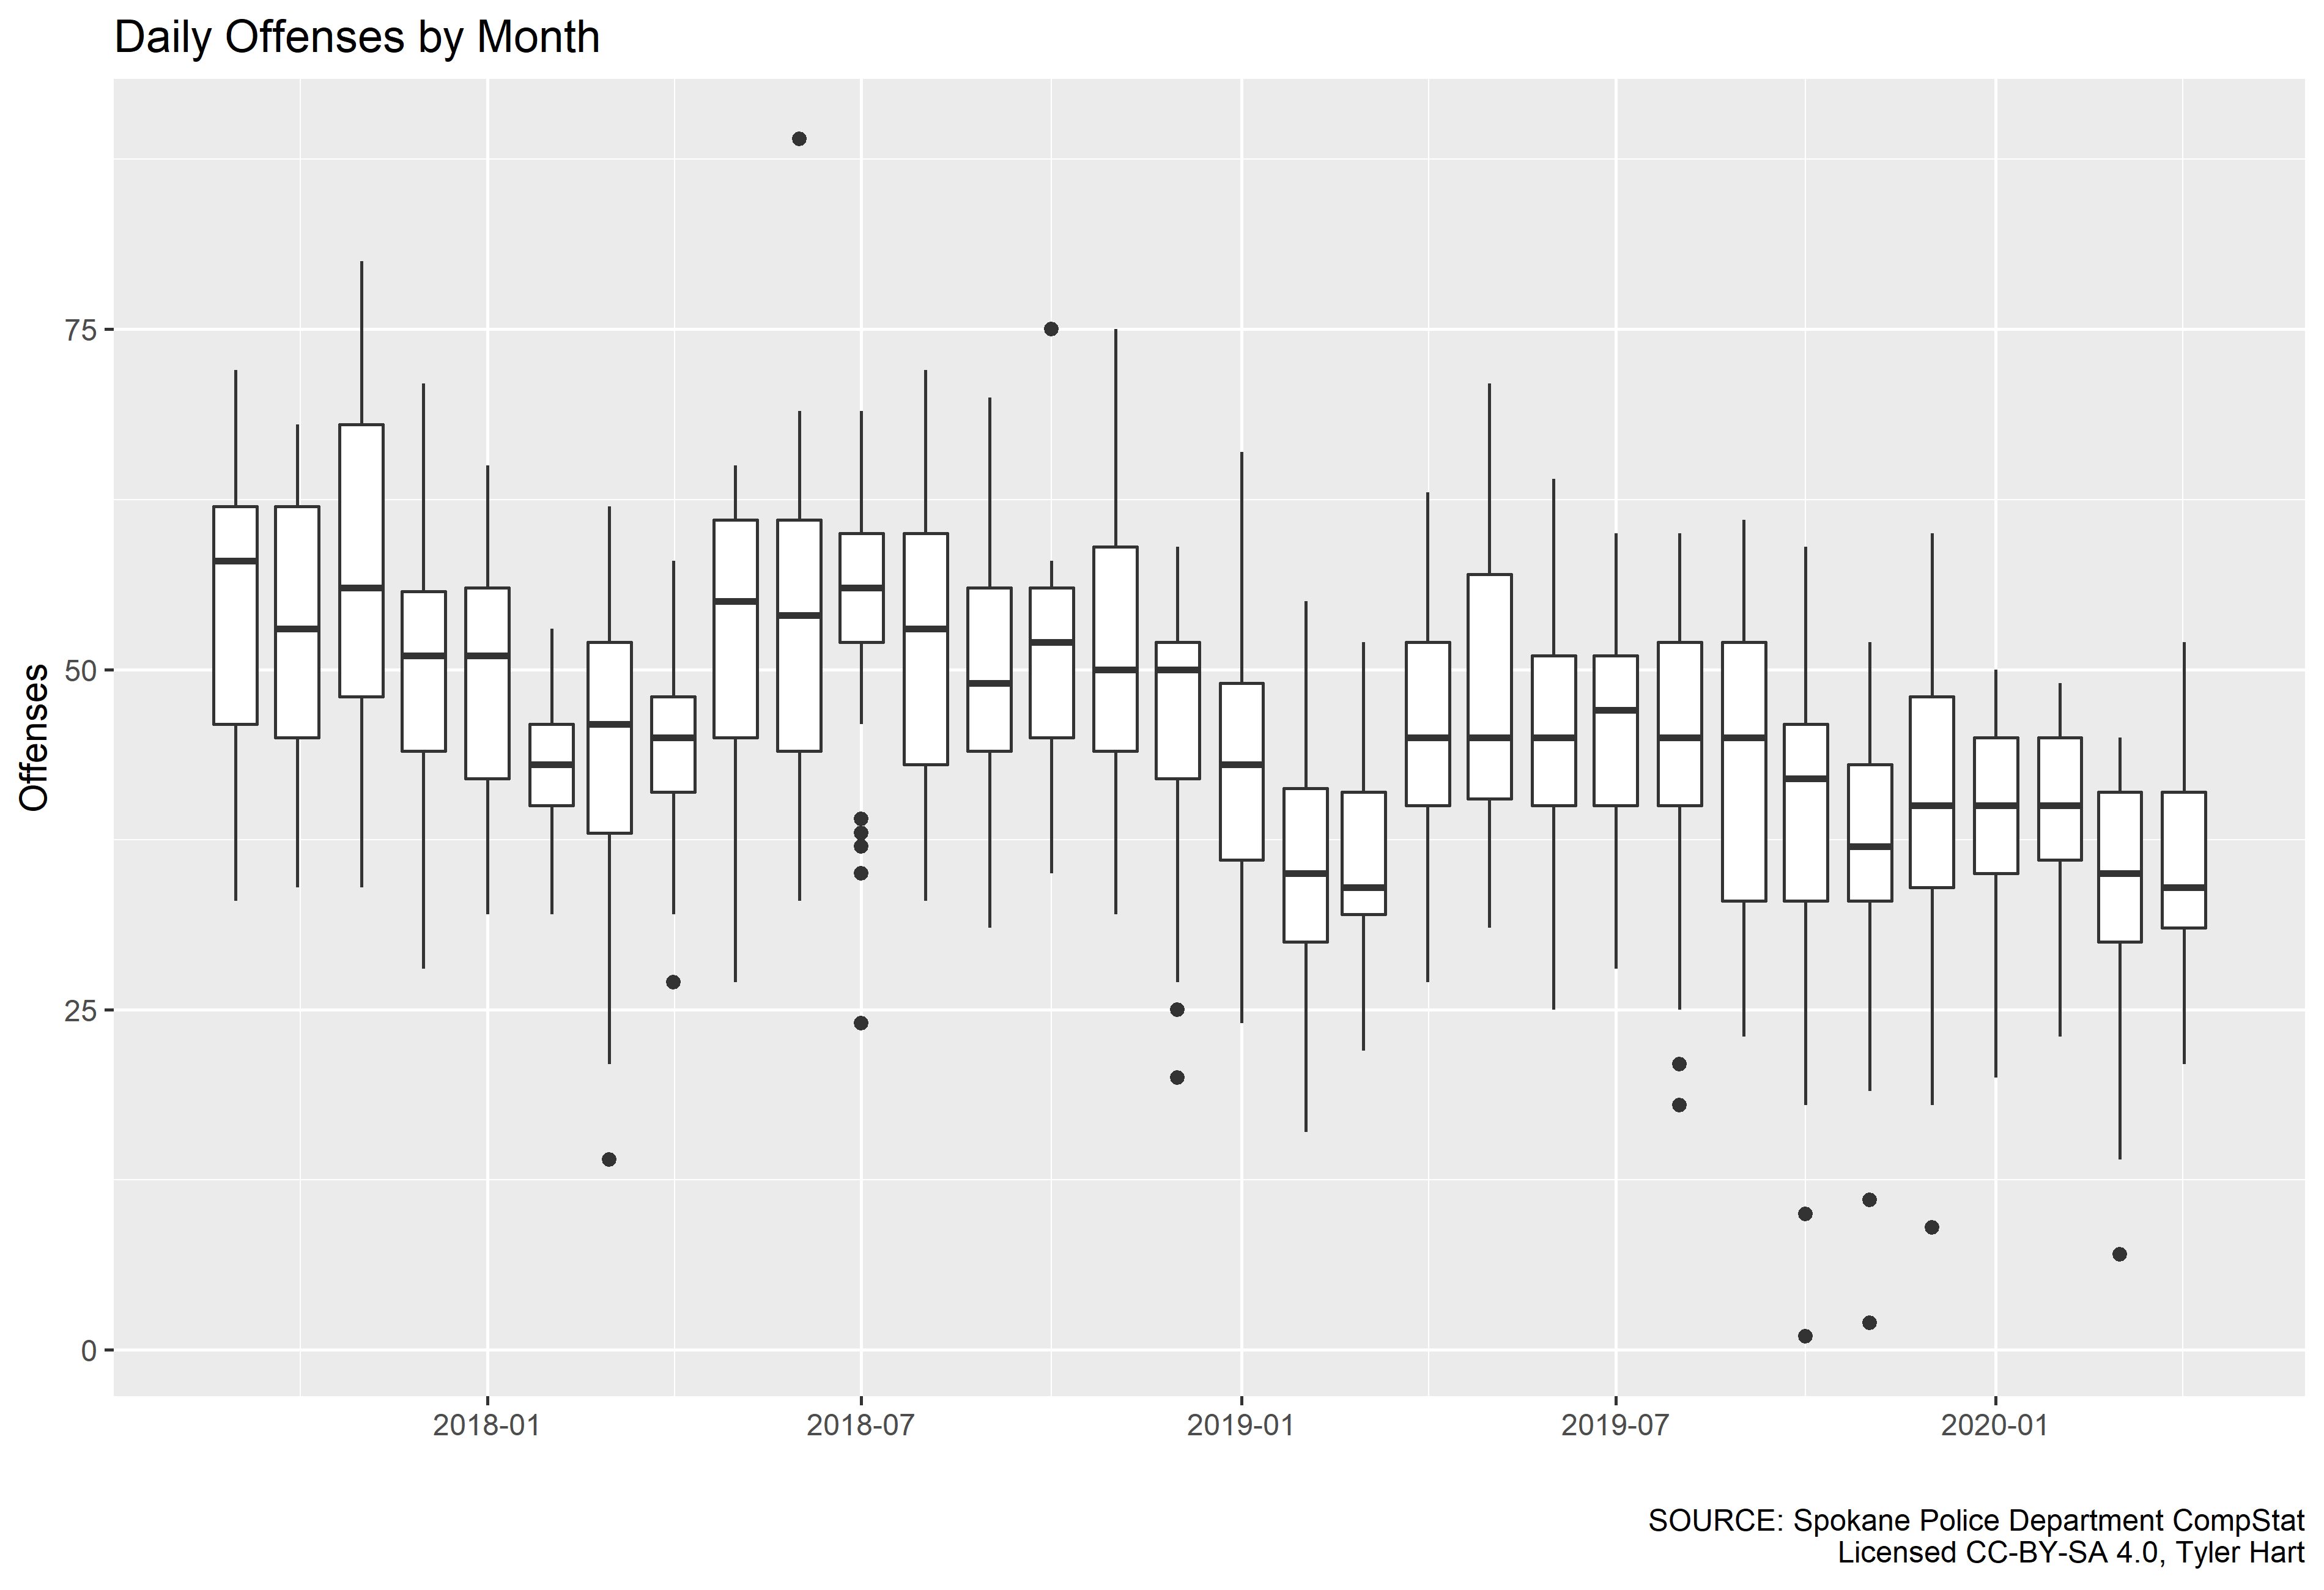 Daily Offenses by Month
Offenses
75
50
25
0
2018-01
2018-07
2019-01
2019-07
2020-01
SOURCE: Spokane Police Department CompStat
Licensed CC-BY-SA 4.0, Tyler Hart